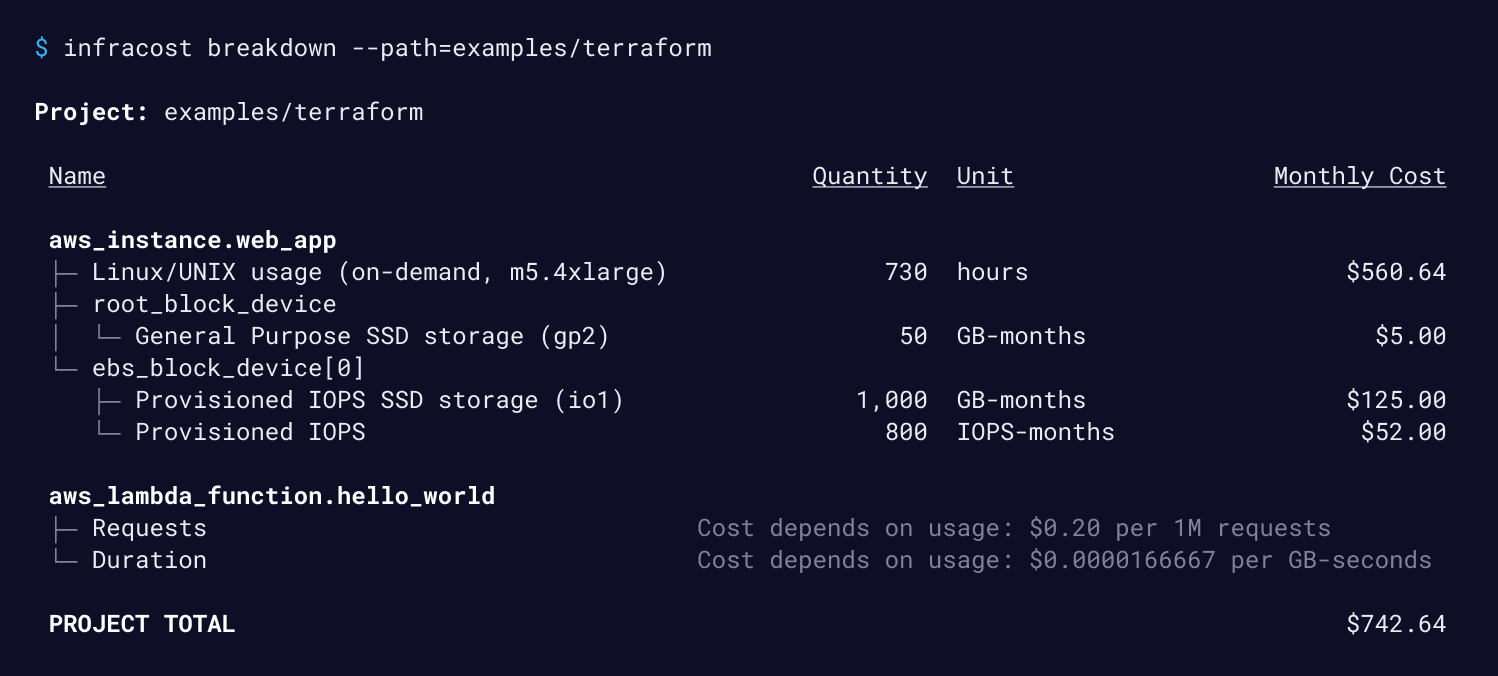 $ infracost breakdown --path=examples/terraform
Project: examples/terraform
Name Quantity Unit Monthly Cost
aws_instance.web_app
├─ Linux/UNIX usage (on-demand, m5.4xlarge) 730 hours $560.64
├─ root_block_device
│  └─ General Purpose SSD storage (gp2) 50 GB-months $5.00
└─ ebs_block_device[0]
   ├─ Provisioned IOPS SSD storage (io1) 1,000 GB-months $125.00
   └─ Provisioned IOPS 800 IOPS-months $52.00
aws_lambda_function.hello_world
├─ Requests Cost depends on usage: $0.20 per 1M requests
└─ Duration Cost depends on usage: $0.0000166667 per GB-seconds
PROJECT TOTAL $742.64